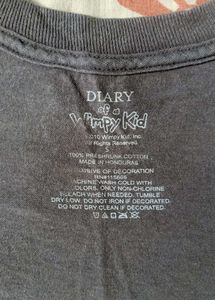 DIARY
of a
Wimpy Kid
©2010 Wimpy Kid, Inc.
All Rights Reserved
S
100% PRESHRUNK COTTON
MADE IN HONDURAS
EXCLUSIVE OF DECORATION
MACHINE WASH COLD WITH
COLORS, ONLY NON-CHLORINE
BLEACH WHEN NEEDED. TUMBLE
DRY LOW. DO NOT IRON IF DECORATED.
DO NOT DRY CLEAN IF DECORATED.